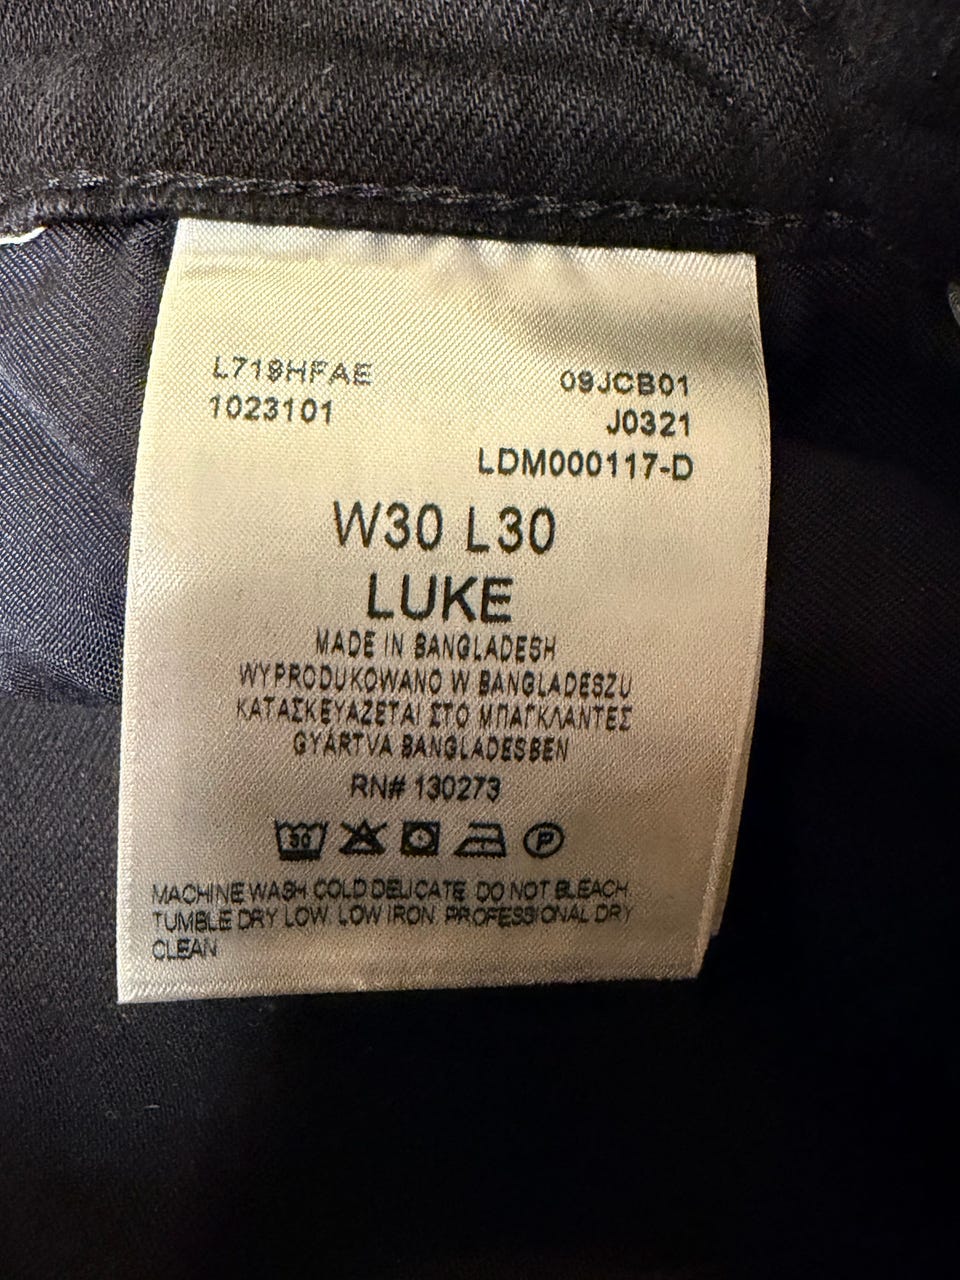 L719HFAE 09JCB01
1023101 J0321
LDM000117-D
W30 L30
LUKE
MADE IN BANGLADESH
WYPRODUKOWANO W BANGLADESZU
ΚΑΤΑΣΚΕΥΑΖΕΤΑΙ ΣΤΟ ΜΠΑΓΚΛΑΝΤΕΣ
GYÁRTVA BANGLADESBEN
RN# 130273
30 P
MACHINE WASH COLD DELICATE DO NOT BLEACH.
TUMBLE DRY LOW. LOW IRON. PROFESSIONAL DRY
CLEAN